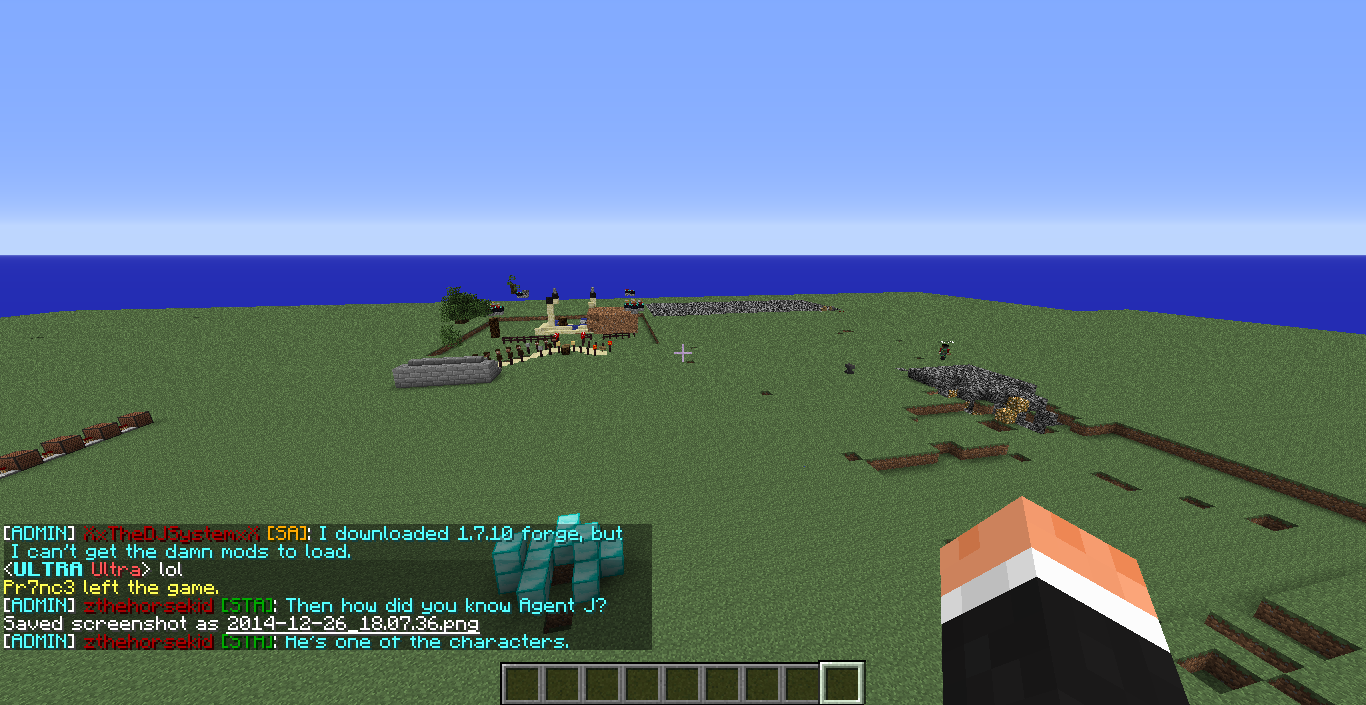 [ADMIN] XxTheDJSystemxX [SA]: I downloaded 1.7.10 forge, but
I can't get the damn mods to load.
<ULTRA Ultra> lol
Pr7nc3 left the game.
[ADMIN] zthehorsekid [STA]: Then how did you know Agent J?
Saved screenshot as 2014-12-26_18.07.36.png
[ADMIN] zthehorsekid [STA]: He's one of the characters.